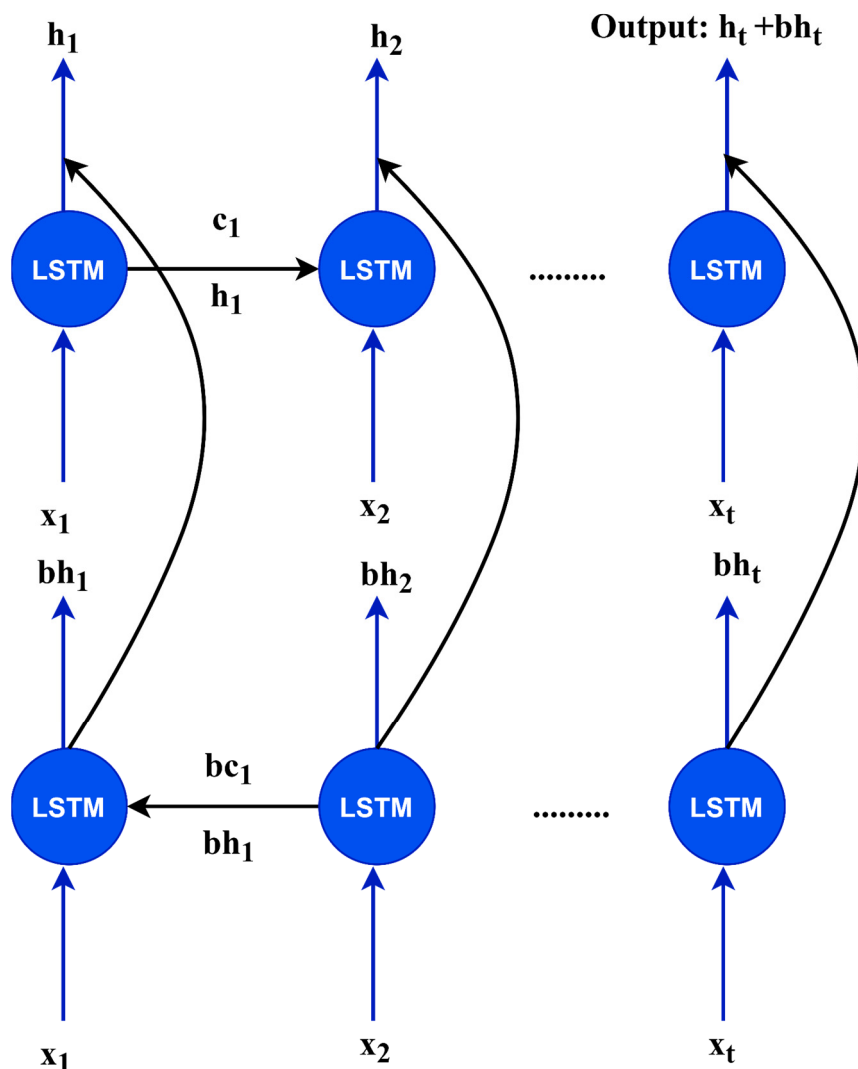 h₁ h₂ Output: hₜ +bhₜ
c₁
LSTM LSTM ......... LSTM
h₁
x₁ x₂ xₜ
bh₁ bh₂ bhₜ
bc₁
LSTM LSTM ......... LSTM
bh₁
x₁ x₂ xₜ